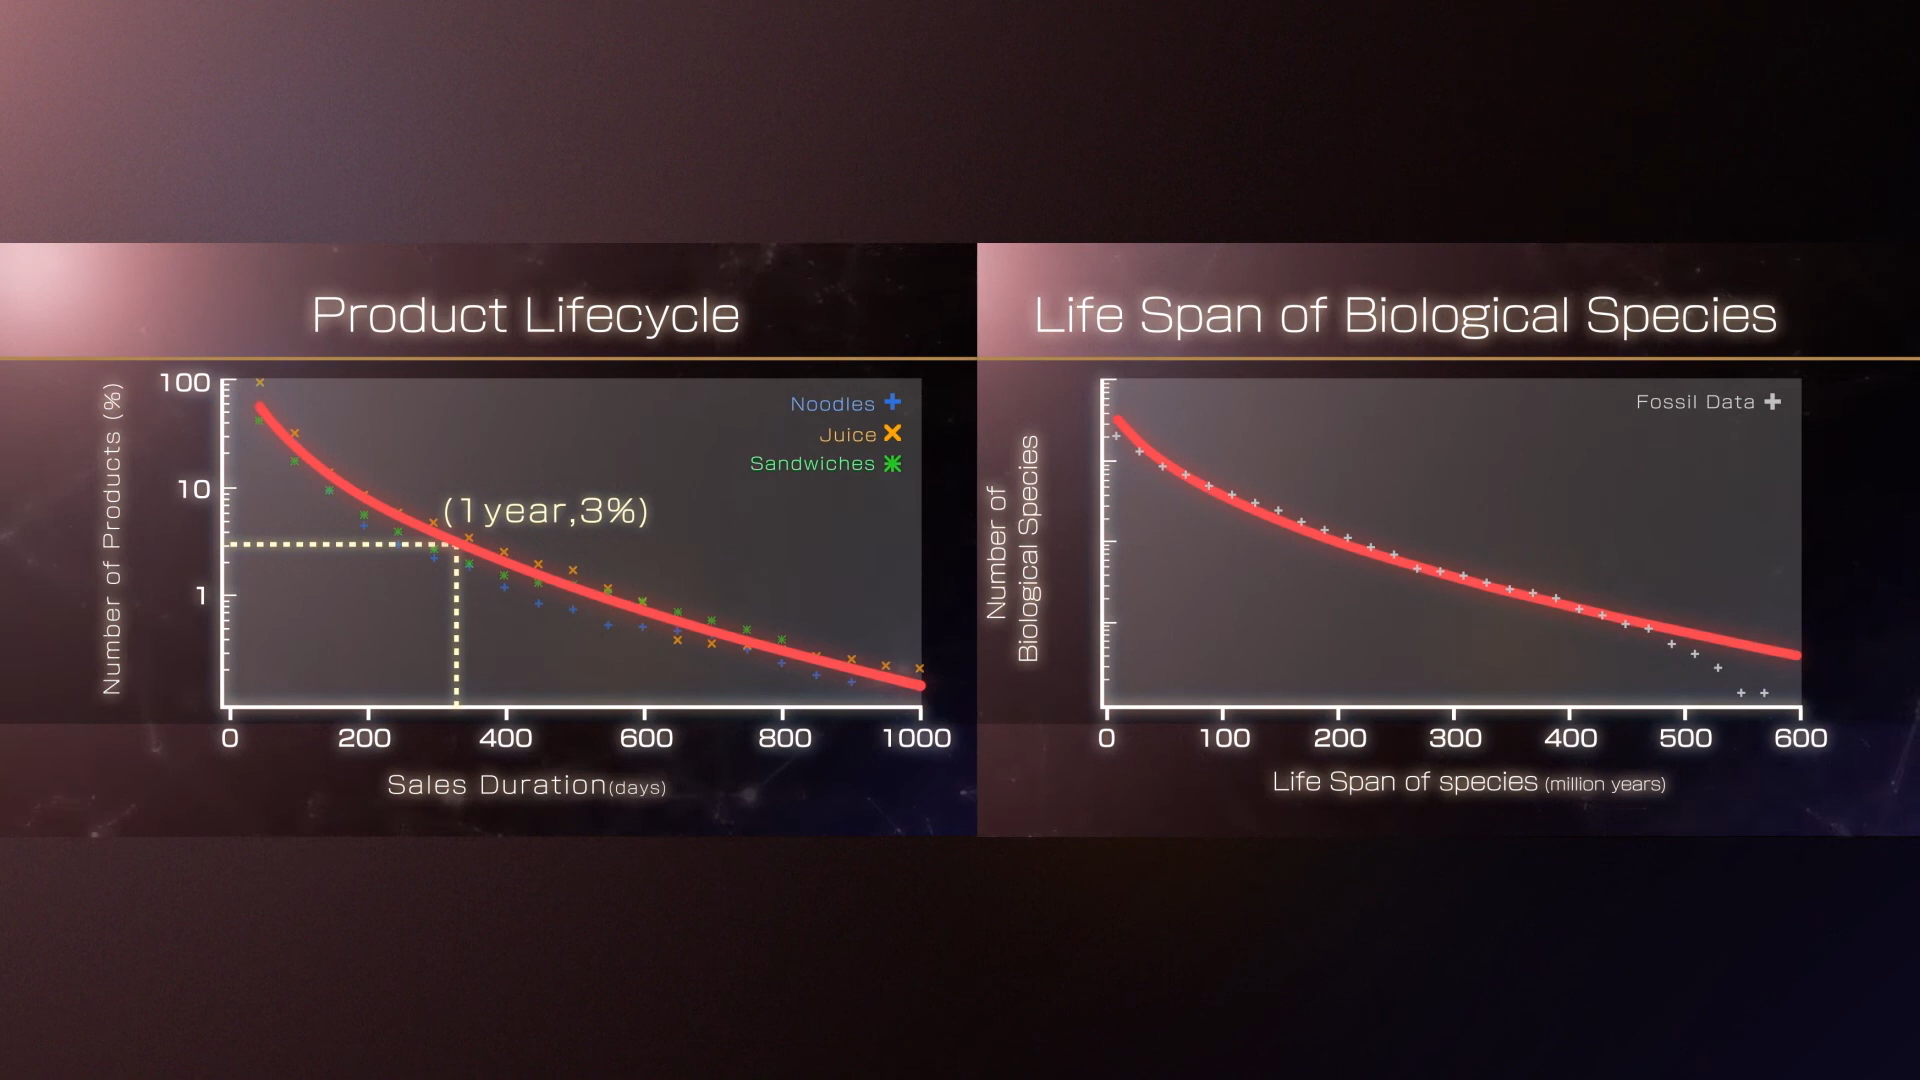 Product Lifecycle
Number of Products (%)
100
10
1
Noodles
Juice
Sandwiches
(1year,3%)
0 200 400 600 800 1000
Sales Duration(days)
Life Span of Biological Species
Number of
Biological Species
Fossil Data
0 100 200 300 400 500 600
Life Span of species (million years)